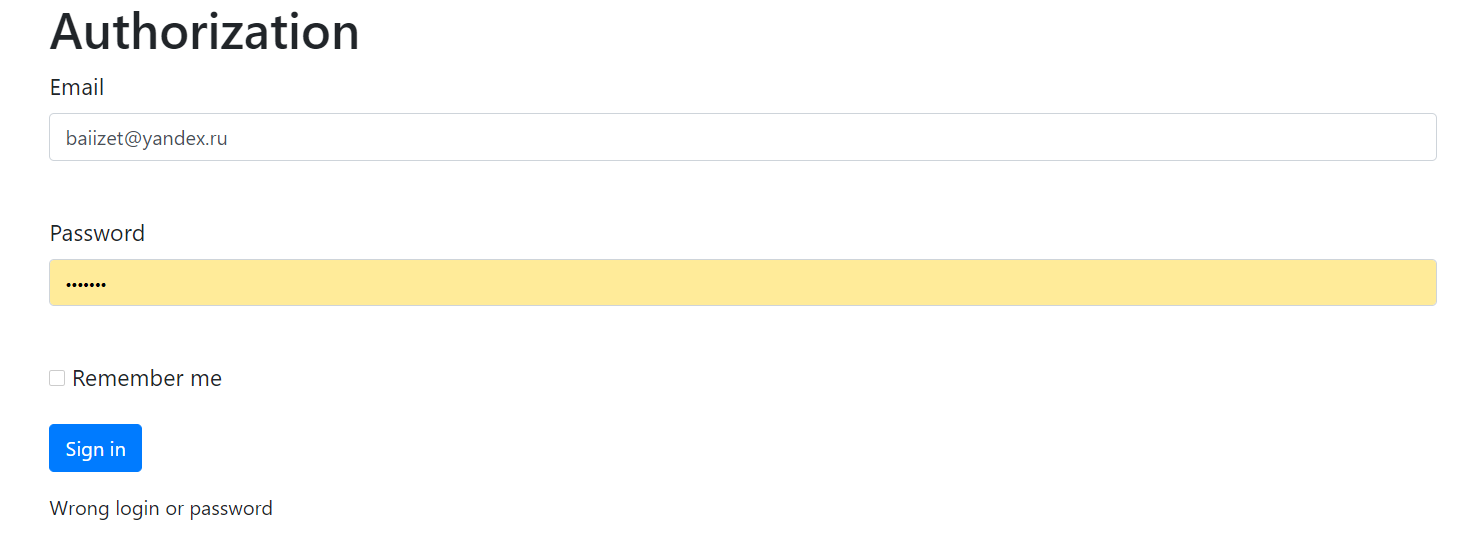 Authorization
Email
baiizet@yandex.ru
Password
•••••••
Remember me
Sign in
Wrong login or password